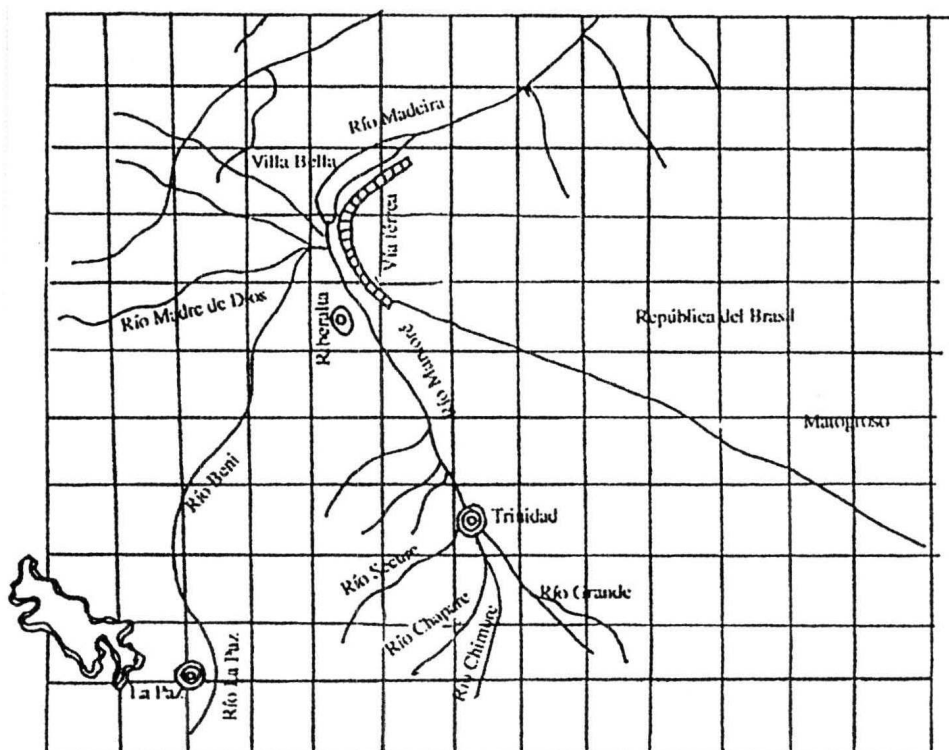 Río Madeira
Villa Bella
Vía férrea
Río Madre de Dios
Riberalta
República del Brasil
Río Mamoré
Matogroso
Río Beni
Trinidad
Río Secure
Río Grande
Río Chapare
Río Chimore
La Paz
Río La Paz